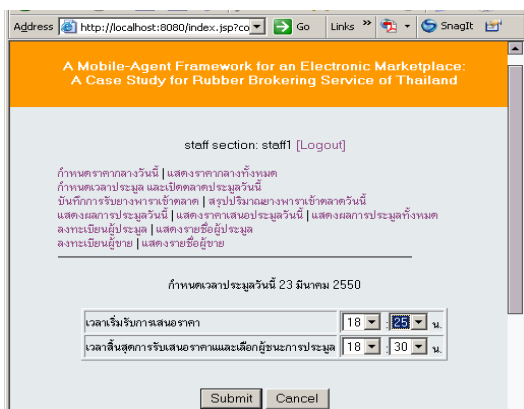 Address http://localhost:8080/index.jsp?co Go Links » SnagIt
A Mobile-Agent Framework for an Electronic Marketplace:
A Case Study for Rubber Brokering Service of Thailand
staff section: staff1 [Logout]
กำหนดราคากลางวันนี้ | แสดงราคากลางทั้งหมด
กำหนดเวลาประมูล และเปิดตลาดประมูลวันนี้
บันทึกการรับยางพาราเข้าตลาด | สรุปปริมาณยางพาราเข้าตลาดวันนี้
แสดงผลการประมูลวันนี้ | แสดงราคาเสนอประมูลวันนี้ | แสดงผลการประมูลทั้งหมด
ลงทะเบียนผู้ประมูล | แสดงรายชื่อผู้ประมูล
ลงทะเบียนผู้ขาย | แสดงรายชื่อผู้ขาย
กำหนดเวลาประมูลวันนี้ 23 มีนาคม 2550
เวลาเริ่มรับการเสนอราคา 18 : 25 น.
เวลาสิ้นสุดการรับเสนอราคาและเลือกผู้ชนะการประมูล 18 : 30 น.
Submit Cancel